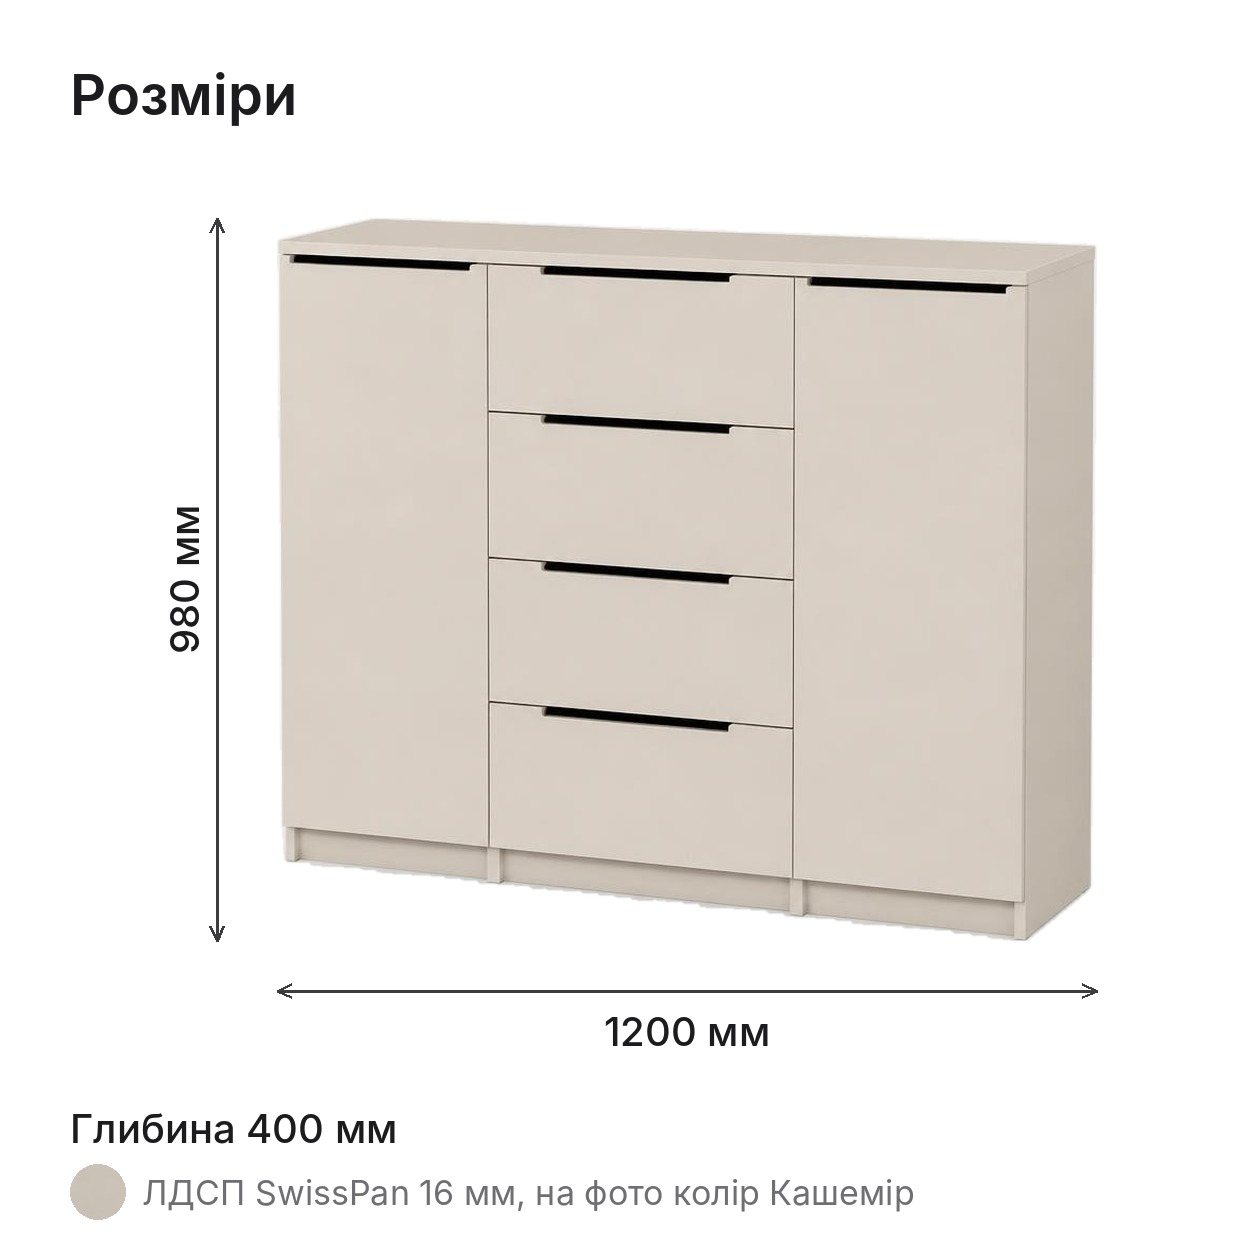 Розміри
980 мм
1200 мм
Глибина 400 мм
ЛДСП SwissPan 16 мм, на фото колір Кашемір